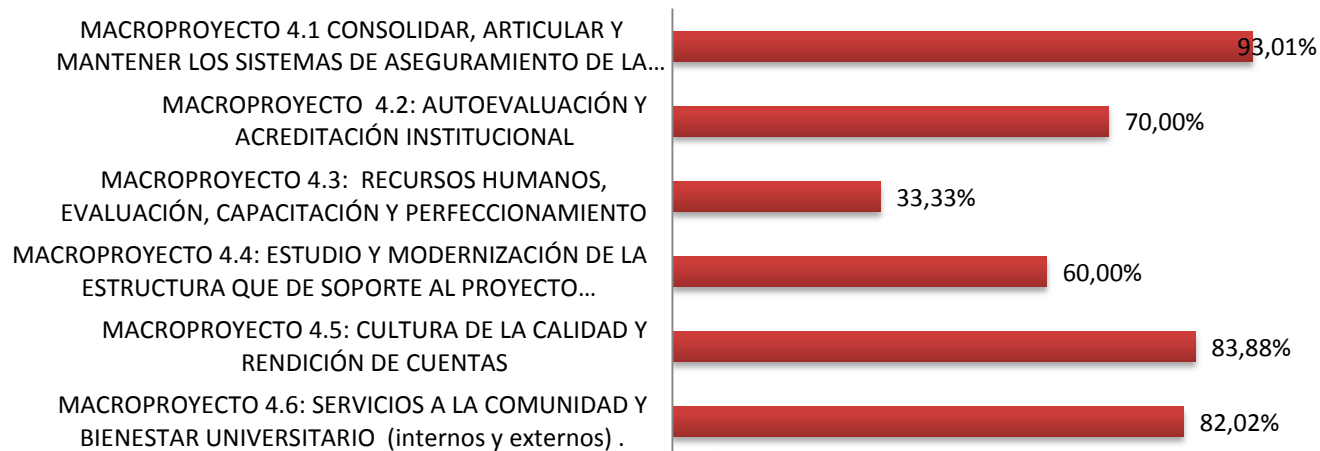 MACROPROYECTO 4.1 CONSOLIDAR, ARTICULAR Y
MANTENER LOS SISTEMAS DE ASEGURAMIENTO DE LA…
93,01%
MACROPROYECTO 4.2: AUTOEVALUACIÓN Y
ACREDITACIÓN INSTITUCIONAL
70,00%
MACROPROYECTO 4.3: RECURSOS HUMANOS,
EVALUACIÓN, CAPACITACIÓN Y PERFECCIONAMIENTO
33,33%
MACROPROYECTO 4.4: ESTUDIO Y MODERNIZACIÓN DE LA
ESTRUCTURA QUE DE SOPORTE AL PROYECTO…
60,00%
MACROPROYECTO 4.5: CULTURA DE LA CALIDAD Y
RENDICIÓN DE CUENTAS
83,88%
MACROPROYECTO 4.6: SERVICIOS A LA COMUNIDAD Y
BIENESTAR UNIVERSITARIO (internos y externos) .
82,02%